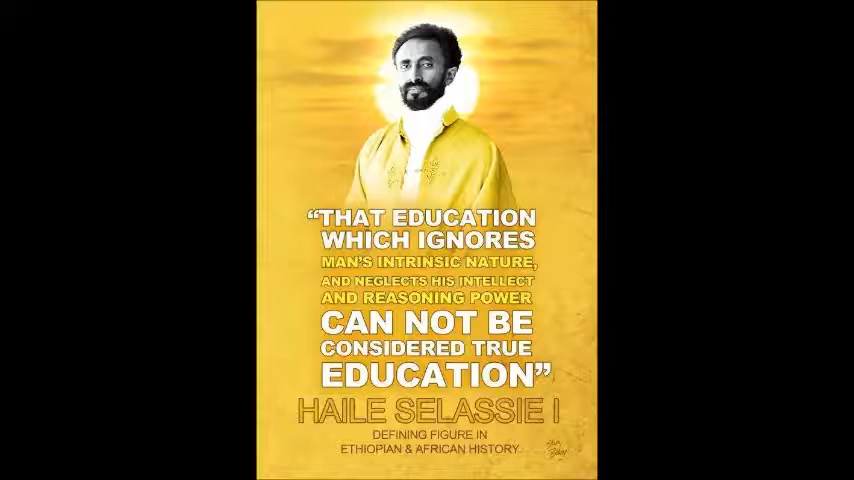 “THAT EDUCATION
WHICH IGNORES
MAN'S INTRINSIC NATURE,
AND NEGLECTS HIS INTELLECT
AND REASONING POWER
CAN NOT BE
CONSIDERED TRUE
EDUCATION”
HAILE SELASSIE I
DEFINING FIGURE IN
ETHIOPIAN & AFRICAN HISTORY